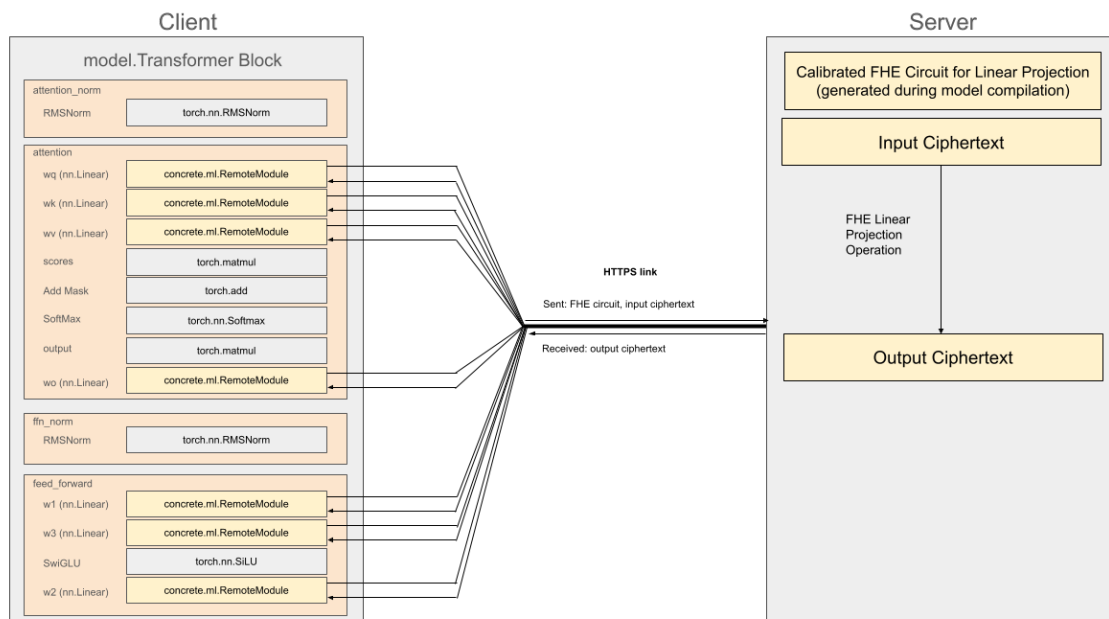 Client
model.Transformer Block
attention_norm
RMSNorm
torch.nn.RMSNorm
attention
wq (nn.Linear)
concrete.ml.RemoteModule
wk (nn.Linear)
concrete.ml.RemoteModule
wv (nn.Linear)
concrete.ml.RemoteModule
scores
torch.matmul
Add Mask
torch.add
SoftMax
torch.nn.Softmax
output
torch.matmul
wo (nn.Linear)
concrete.ml.RemoteModule
ffn_norm
RMSNorm
torch.nn.RMSNorm
feed_forward
w1 (nn.Linear)
concrete.ml.RemoteModule
w3 (nn.Linear)
concrete.ml.RemoteModule
SwiGLU
torch.nn.SiLU
w2 (nn.Linear)
concrete.ml.RemoteModule
HTTPS link
Sent: FHE circuit, input ciphertext
Received: output ciphertext
Server
Calibrated FHE Circuit for Linear Projection
(generated during model compilation)
Input Ciphertext
FHE Linear
Projection
Operation
Output Ciphertext